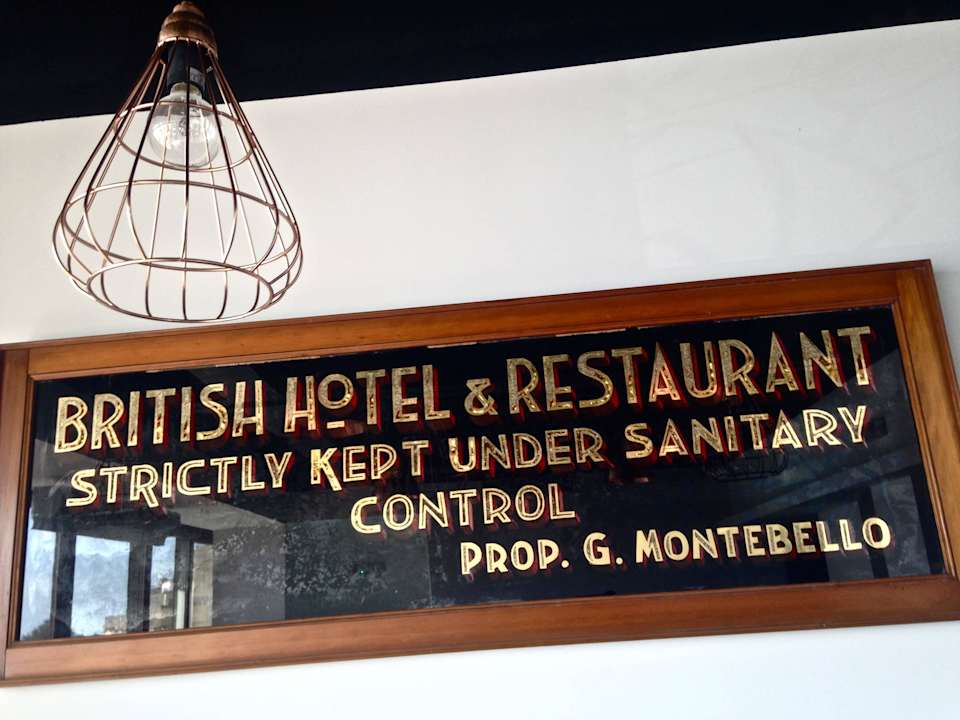 BRITISH HOTEL & RESTAURANT
STRICTLY KEPT UNDER SANITARY
CONTROL
PROP. G. MONTEBELLO